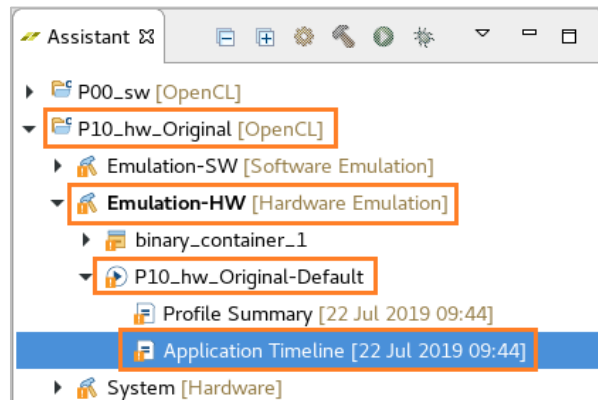 Assistant
P00_sw [OpenCL]
P10_hw_Original [OpenCL]
Emulation-SW [Software Emulation]
Emulation-HW [Hardware Emulation]
binary_container_1
P10_hw_Original-Default
Profile Summary [22 Jul 2019 09:44]
Application Timeline [22 Jul 2019 09:44]
System [Hardware]